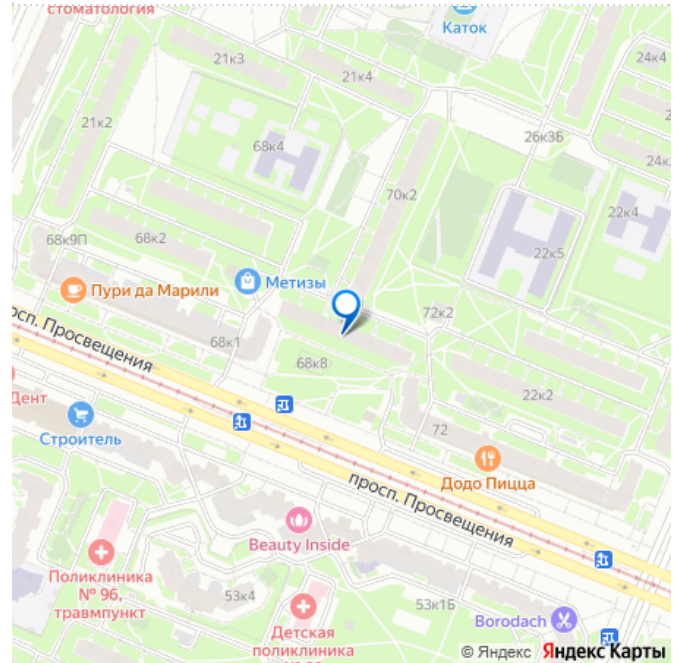 стоматология
Каток
21к3
24к4
21к4
21к2
68к4
26к3Б
24к
70к2
22к4
68к9П
68к2
22к5
Метизы
Пури да Марили
72к2
просп. Просвещения
68к1
68к8
Дент
22к2
Строитель
72
Додо Пицца
просп. Просвещения
Beauty Inside
Поликлиника
№ 96,
травмпункт
53к4
53к1Б
Borodach
Детская
поликлиника
© Яндекс Яндекс Карты